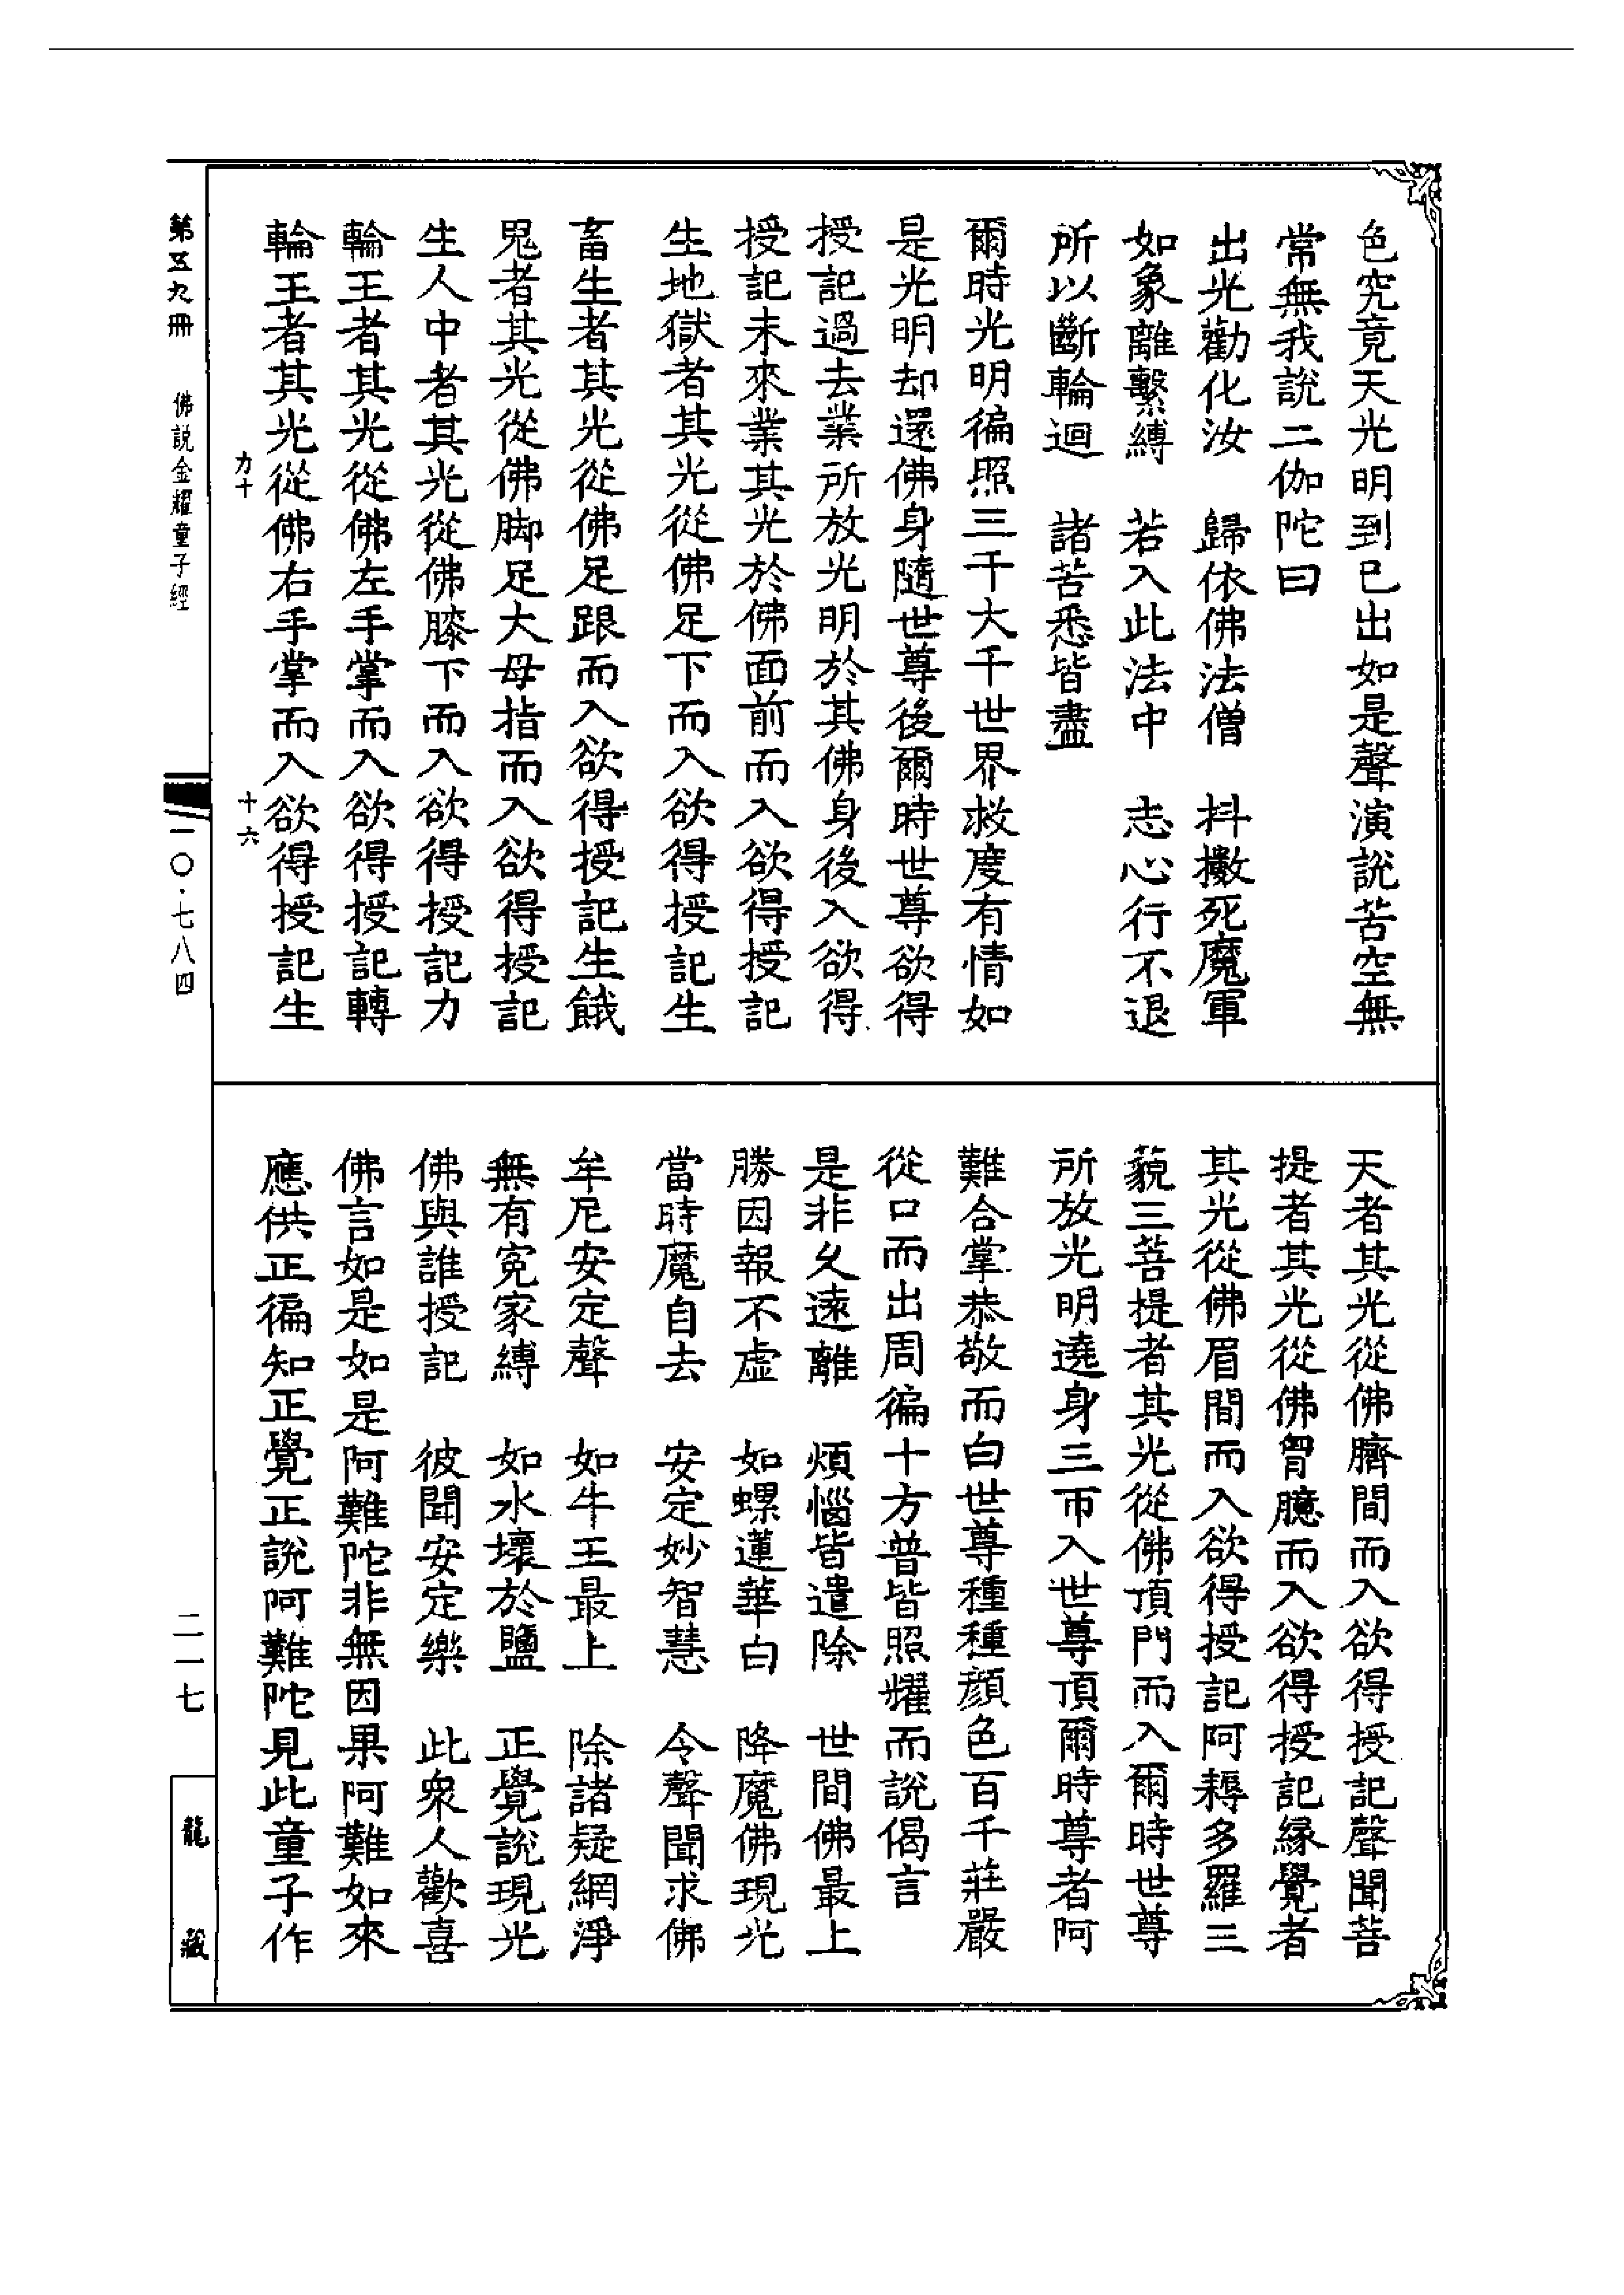 色究竟天光明到已出如是聲演說苦空無
常無我說二伽陀曰
出光勸化汝　歸依佛法僧　抖擻死魔軍
如象離繫縛　若入此法中　志心行不退
所以斷輪迴　諸苦悉皆盡
爾時光明徧照三千大千世界救度有情如
是光明却還佛身隨世尊後爾時世尊欲得
授記過去業所放光明於其佛身後入欲得
授記未來業其光於佛面前而入欲得授記
生地獄者其光從佛足下而入欲得授記生
畜生者其光從佛足跟而入欲得授記生餓
鬼者其光從佛脚足大母指而入欲得授記
生人中者其光從佛膝下而入欲得授記力
輪王者其光從佛左手掌而入欲得授記轉
輪王者其光從佛右手掌而入欲得授記生
力十　十六
天者其光從佛臍間而入欲得授記聲聞菩
提者其光從佛胷臆而入欲得授記緣覺者
其光從佛眉間而入欲得授記阿耨多羅三
藐三菩提者其光從佛頂門而入爾時世尊
所放光明遶身三帀入世尊頂爾時尊者阿
難合掌恭敬而白世尊種種顏色百千莊嚴
從口而出周徧十方普皆照耀而說偈言
是非久遠離　煩惱皆遣除　世間佛最上
勝因報不虛　如螺蓮華白　降魔佛現光
當時魔自去　安定妙智慧　令聲聞求佛
牟尼安定聲　如牛王最上　除諸疑網淨
無有寃家縛　如水壞於鹽　正覺說現光
佛與誰授記　彼聞安定樂　此衆人歡喜
佛言如是如是阿難陀非無因果阿難如來
應供正徧知正覺正說阿難陀見此童子作
第五九冊　佛説金耀童子經　一〇·七八四　二一七　龍藏